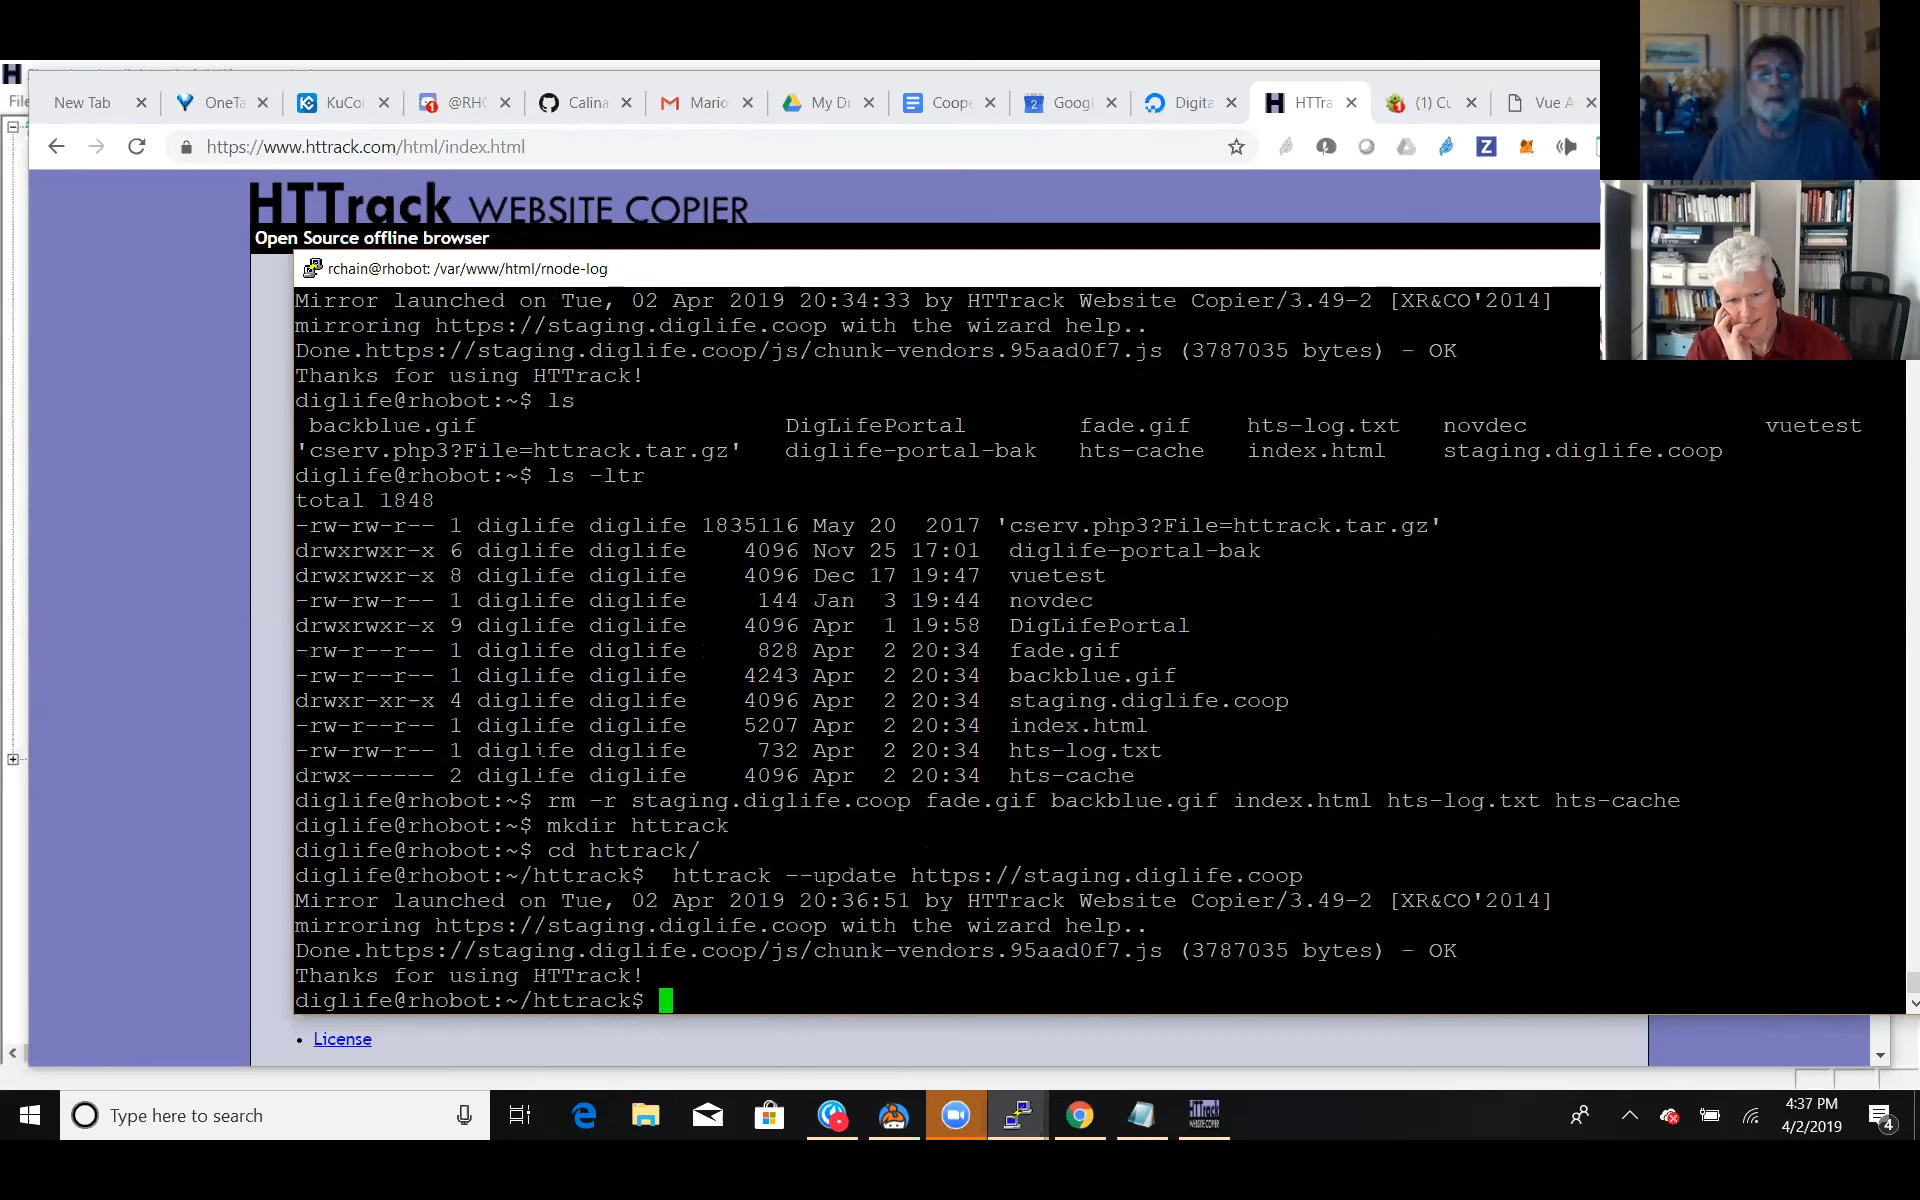 File
New Tab
OneTa
KuCoi
@RHC
Calina
Mario
My Dr
Coope
2
Googl
Digita
HTTra
(1) Cu
Vue A
https://www.httrack.com/html/index.html
HTTrack WEBSITE COPIER
Open Source offline browser
rchain@rhobot: /var/www/html/rnode-log
Mirror launched on Tue, 02 Apr 2019 20:34:33 by HTTrack Website Copier/3.49-2 [XR&CO'2014]
mirroring https://staging.diglife.coop with the wizard help..
Done.https://staging.diglife.coop/js/chunk-vendors.95aad0f7.js (3787035 bytes) - OK
Thanks for using HTTrack!
diglife@rhobot:~$ ls
backblue.gif DigLifePortal fade.gif hts-log.txt novdec vuetest
'cserv.php3?File=httrack.tar.gz' diglife-portal-bak hts-cache index.html staging.diglife.coop
diglife@rhobot:~$ ls -ltr
total 1848
-rw-rw-r-- 1 diglife diglife 1835116 May 20 2017 'cserv.php3?File=httrack.tar.gz'
drwxrwxr-x 6 diglife diglife 4096 Nov 25 17:01 diglife-portal-bak
drwxrwxr-x 8 diglife diglife 4096 Dec 17 19:47 vuetest
-rw-rw-r-- 1 diglife diglife 144 Jan 3 19:44 novdec
drwxrwxr-x 9 diglife diglife 4096 Apr 1 19:58 DigLifePortal
-rw-r--r-- 1 diglife diglife 828 Apr 2 20:34 fade.gif
-rw-r--r-- 1 diglife diglife 4243 Apr 2 20:34 backblue.gif
drwxr-xr-x 4 diglife diglife 4096 Apr 2 20:34 staging.diglife.coop
-rw-r--r-- 1 diglife diglife 5207 Apr 2 20:34 index.html
-rw-rw-r-- 1 diglife diglife 732 Apr 2 20:34 hts-log.txt
drwx------ 2 diglife diglife 4096 Apr 2 20:34 hts-cache
diglife@rhobot:~$ rm -r staging.diglife.coop fade.gif backblue.gif index.html hts-log.txt hts-cache
diglife@rhobot:~$ mkdir httrack
diglife@rhobot:~$ cd httrack/
diglife@rhobot:~/httrack$ httrack --update https://staging.diglife.coop
Mirror launched on Tue, 02 Apr 2019 20:36:51 by HTTrack Website Copier/3.49-2 [XR&CO'2014]
mirroring https://staging.diglife.coop with the wizard help..
Done.https://staging.diglife.coop/js/chunk-vendors.95aad0f7.js (3787035 bytes) - OK
Thanks for using HTTrack!
diglife@rhobot:~/httrack$
• License
Type here to search
HTTrack
WEBSITE
COPIER
4:37 PM
4/2/2019
4